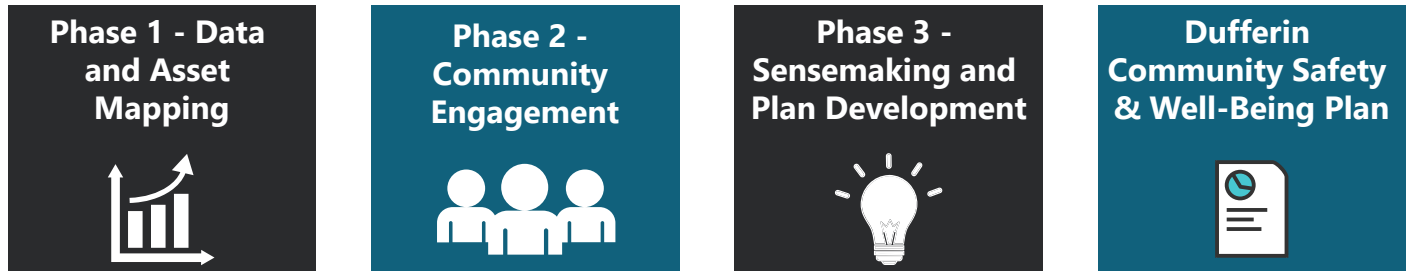 Phase 1 - Data
and Asset
Mapping
Phase 2 -
Community
Engagement
Phase 3 -
Sensemaking and
Plan Development
Dufferin
Community Safety
& Well-Being Plan